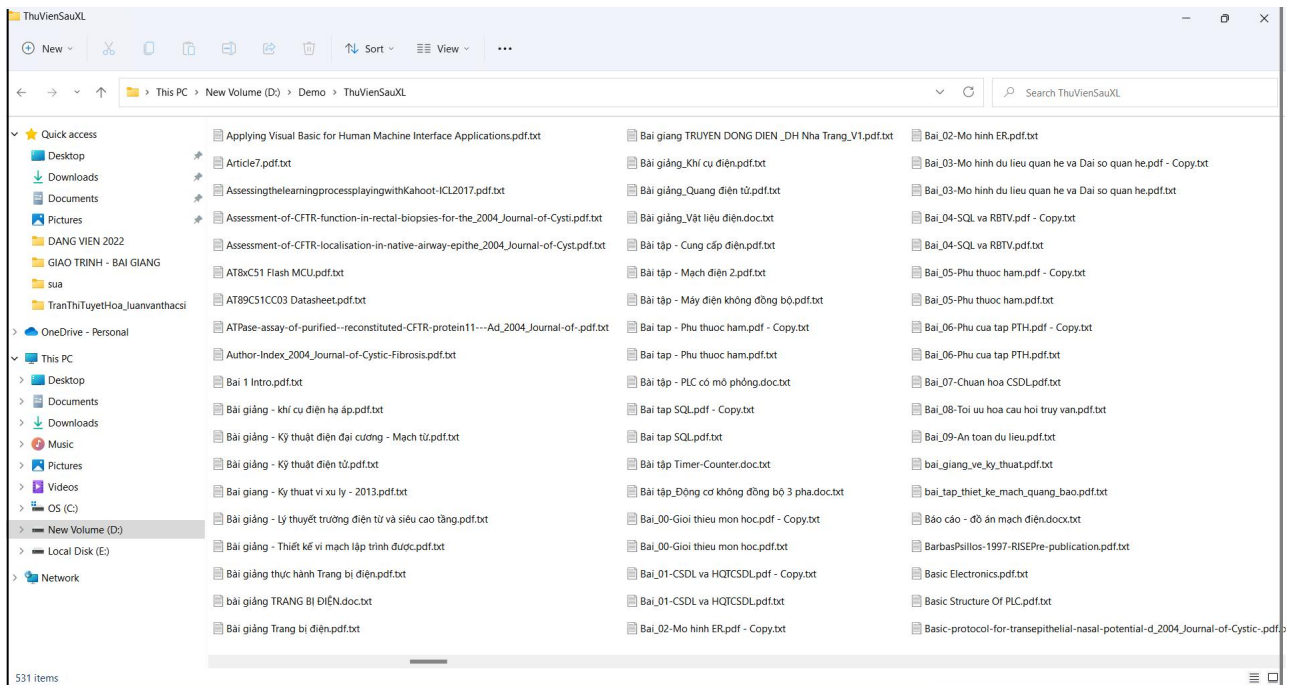 ThuVienSauXL
New
Sort
View
This PC > New Volume (D:) > Demo > ThuVienSauXL
Search ThuVienSauXL
Quick access
Desktop
Downloads
Documents
Pictures
DANG VIEN 2022
GIAO TRINH - BAI GIANG
sua
TranThiTuyetHoa_luanvanthacsi
OneDrive - Personal
This PC
Desktop
Documents
Downloads
Music
Pictures
Videos
OS (C:)
New Volume (D:)
Local Disk (E:)
Network
Applying Visual Basic for Human Machine Interface Applications.pdf.txt
Article7.pdf.txt
AssessingthelearningprocessplayingwithKahoot-ICL2017.pdf.txt
Assessment-of-CFTR-function-in-rectal-biopsies-for-the_2004_Journal-of-Cysti.pdf.txt
Assessment-of-CFTR-localisation-in-native-airway-epithe_2004_Journal-of-Cyst.pdf.txt
AT8xC51 Flash MCU.pdf.txt
AT89C51CC03 Datasheet.pdf.txt
ATPase-assay-of-purified--reconstituted-CFTR-protein11---Ad_2004_Journal-of-.pdf.txt
Author-Index_2004_Journal-of-Cystic-Fibrosis.pdf.txt
Bai 1 Intro.pdf.txt
Bài giảng - khí cụ điện hạ áp.pdf.txt
Bài giảng - Kỹ thuật điện đại cương - Mạch từ.pdf.txt
Bài giảng - Kỹ thuật điện tử.pdf.txt
Bai giang - Ky thuat vi xu ly - 2013.pdf.txt
Bài giảng - Lý thuyết trường điện từ và siêu cao tầng.pdf.txt
Bài giảng - Thiết kế vi mạch lập trình được.pdf.txt
Bài giảng thực hành Trang bị điện.pdf.txt
bài giảng TRANG BỊ ĐIỆN.doc.txt
Bài giảng Trang bị điện.pdf.txt
Bai giang TRUYEN DONG DIEN _DH Nha Trang_V1.pdf.txt
Bài giảng_Khí cụ điện.pdf.txt
Bài giảng_Quang điện tử.pdf.txt
Bài giảng_Vật liệu điện.doc.txt
Bài tập - Cung cấp điện.pdf.txt
Bài tập - Mạch điện 2.pdf.txt
Bài tập - Máy điện không đồng bộ.pdf.txt
Bai tap - Phu thuoc ham.pdf - Copy.txt
Bai tap - Phu thuoc ham.pdf.txt
Bài tập - PLC có mô phỏng.doc.txt
Bai tap SQL.pdf - Copy.txt
Bai tap SQL.pdf.txt
Bài tập Timer-Counter.doc.txt
Bài tập_Động cơ không đồng bộ 3 pha.doc.txt
Bai_00-Gioi thieu mon hoc.pdf - Copy.txt
Bai_00-Gioi thieu mon hoc.pdf.txt
Bai_01-CSDL va HQTCSDL.pdf - Copy.txt
Bai_01-CSDL va HQTCSDL.pdf.txt
Bai_02-Mo hinh ER.pdf - Copy.txt
Bai_02-Mo hinh ER.pdf.txt
Bai_03-Mo hinh du lieu quan he va Dai so quan he.pdf - Copy.txt
Bai_03-Mo hinh du lieu quan he va Dai so quan he.pdf.txt
Bai_04-SQL va RBTV.pdf - Copy.txt
Bai_04-SQL va RBTV.pdf.txt
Bai_05-Phu thuoc ham.pdf - Copy.txt
Bai_05-Phu thuoc ham.pdf.txt
Bai_06-Phu cua tap PTH.pdf - Copy.txt
Bai_06-Phu cua tap PTH.pdf.txt
Bai_07-Chuan hoa CSDL.pdf.txt
Bai_08-Toi uu hoa cau hoi truy van.pdf.txt
Bai_09-An toan du lieu.pdf.txt
bai_giang_ve_ky_thuat.pdf.txt
bai_tap_thiet_ke_mach_quang_bao.pdf.txt
Báo cáo - đồ án mạch điện.docx.txt
BarbasPsillos-1997-RISEPre-publication.pdf.txt
Basic Electronics.pdf.txt
Basic Structure Of PLC.pdf.txt
Basic-protocol-for-transepithelial-nasal-potential-d_2004_Journal-of-Cystic-.pdf.
531 items